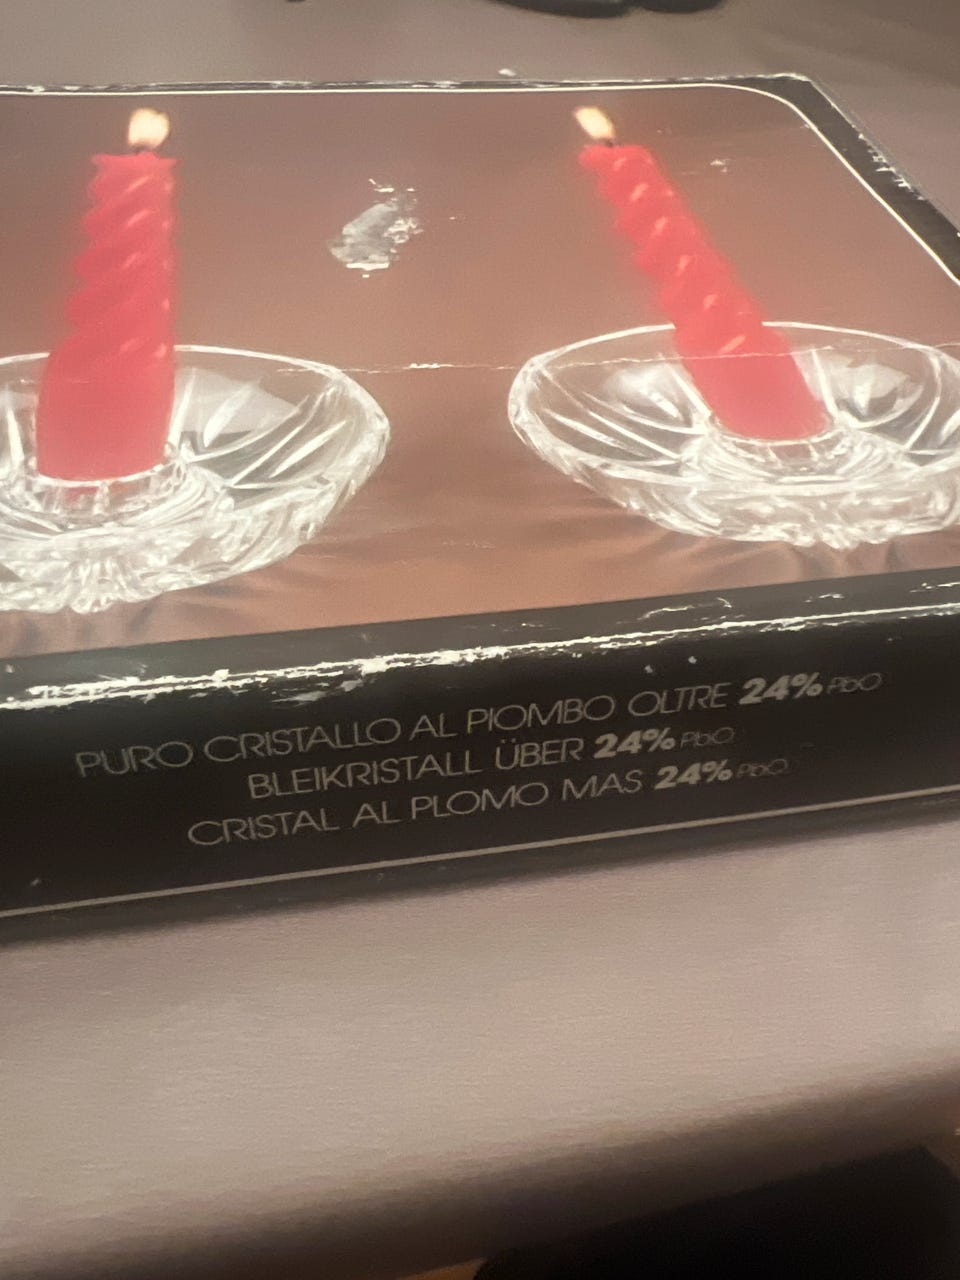 PURO CRISTALLO AL PIOMBO OLTRE 24% PbO
BLEIKRISTALL ÜBER 24% PbO
CRISTAL AL PLOMO MAS 24% PbO